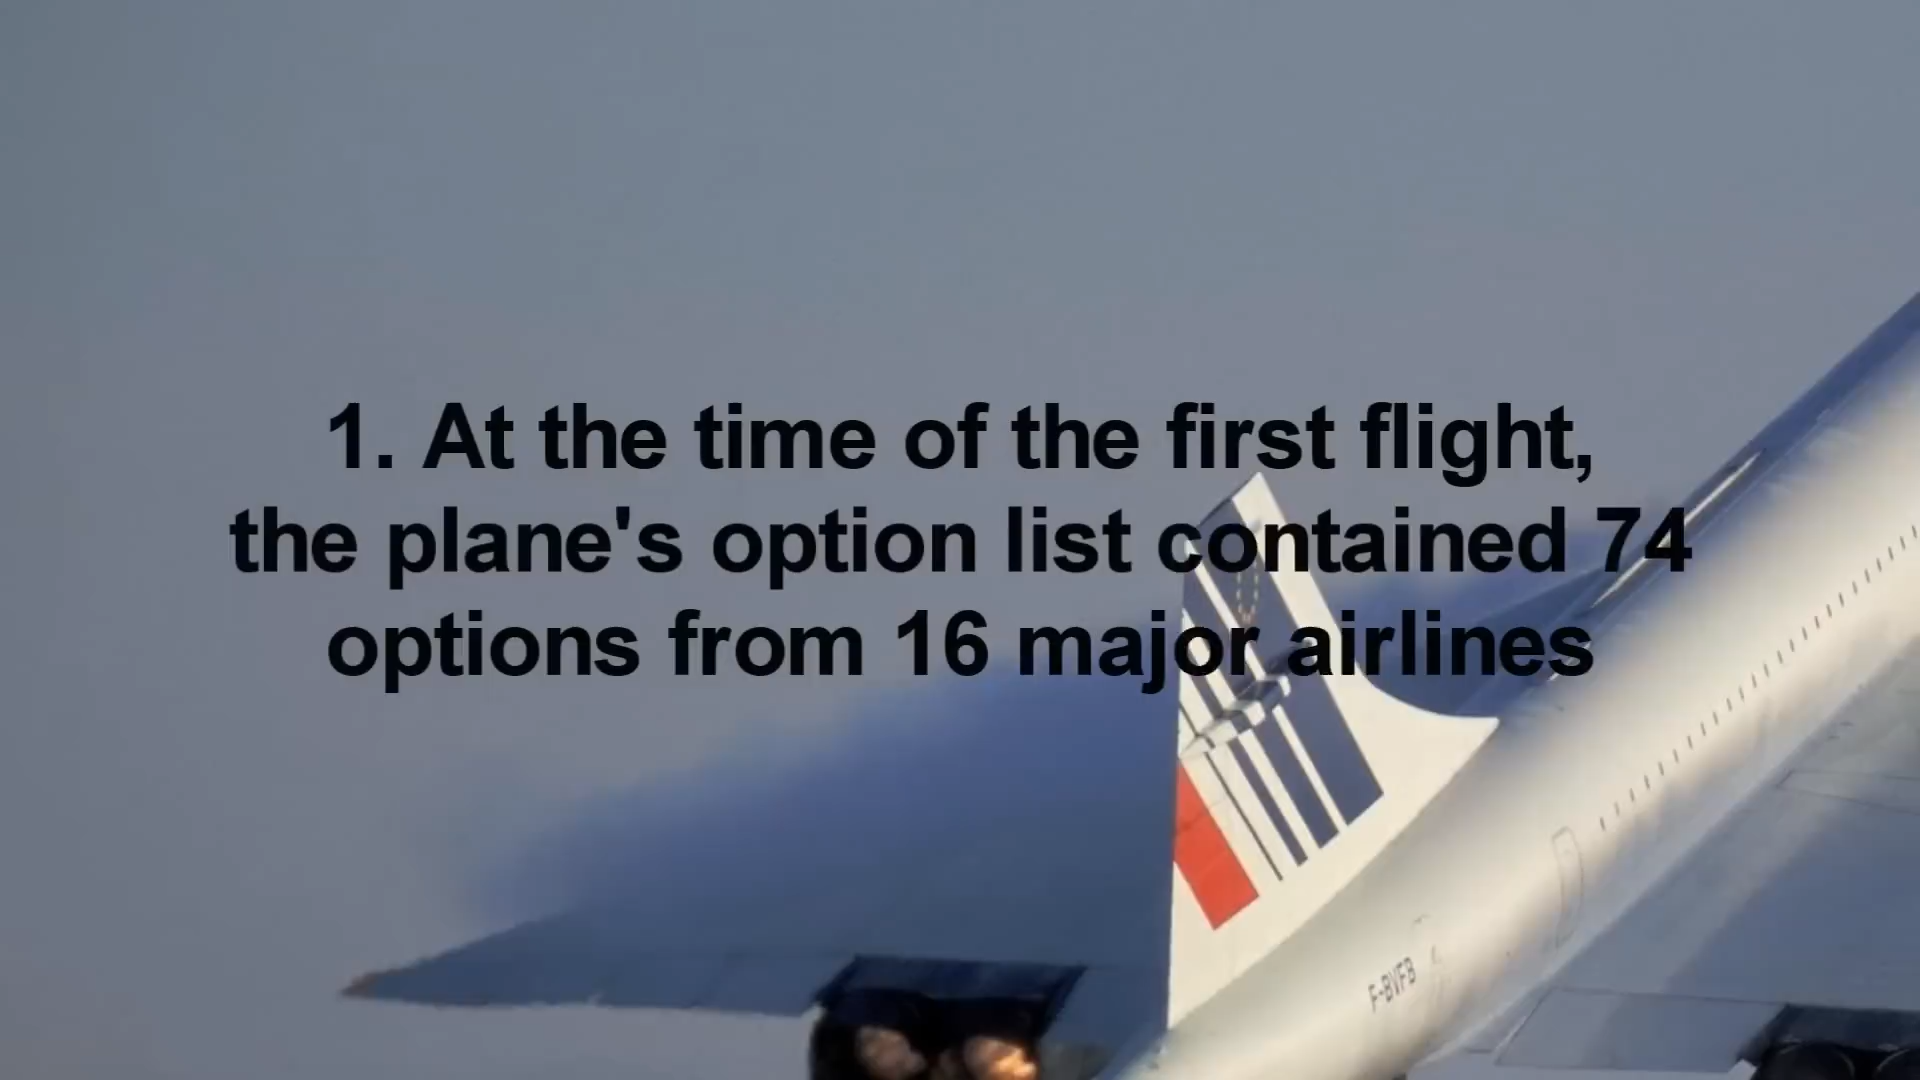 1. At the time of the first flight,
the plane's option list contained 74
options from 16 major airlines
F-BVFB